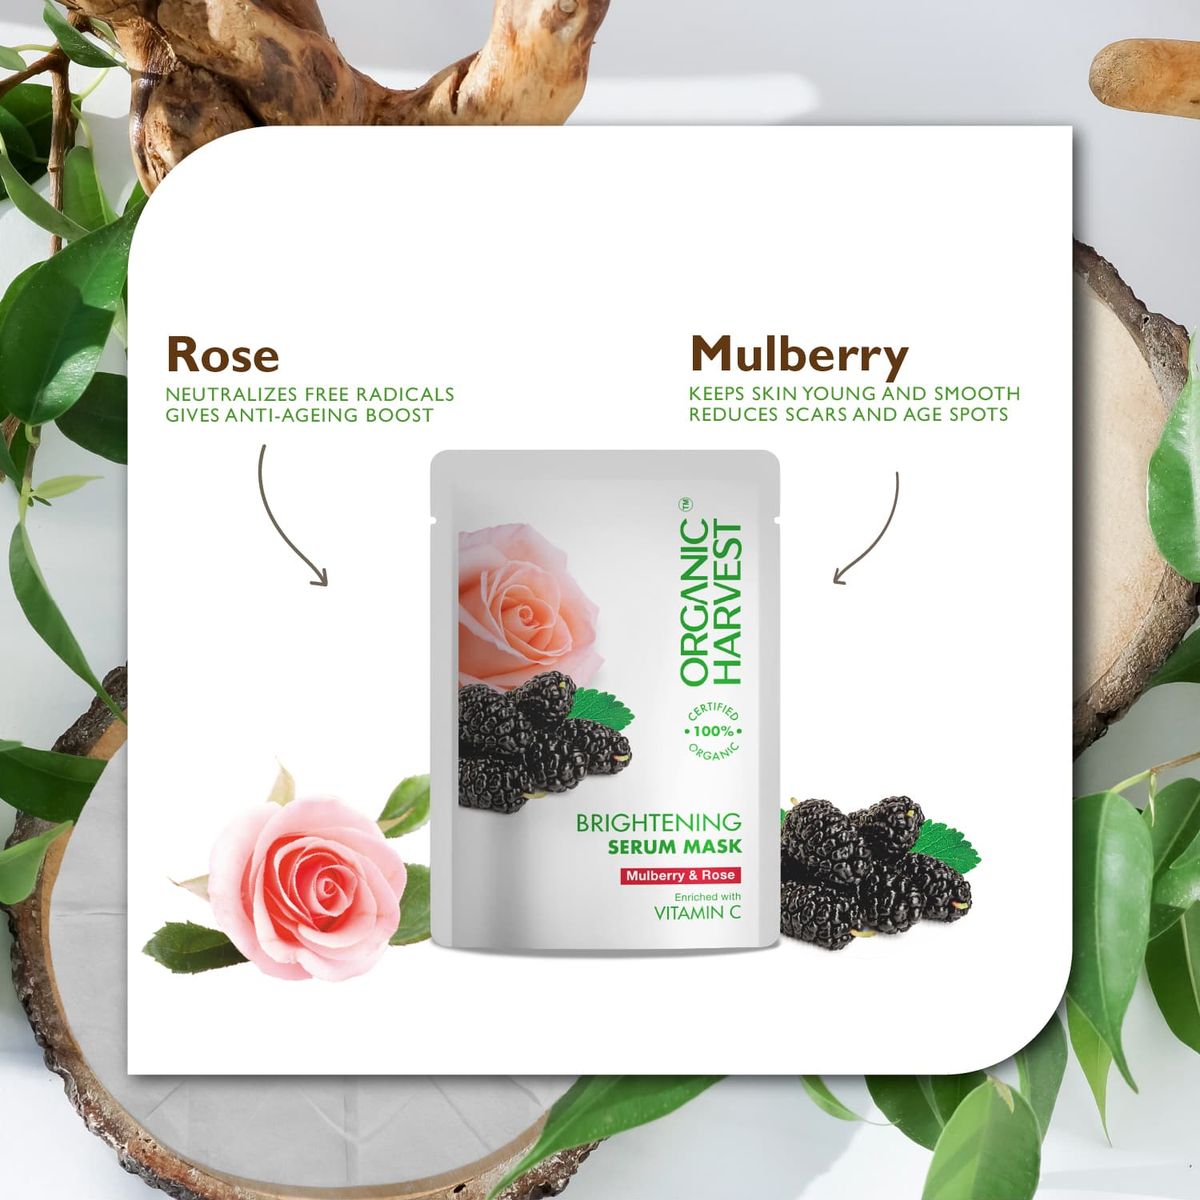 Rose
NEUTRALIZES FREE RADICALS
GIVES ANTI-AGEING BOOST
Mulberry
KEEPS SKIN YOUNG AND SMOOTH
REDUCES SCARS AND AGE SPOTS
ORGANIC
HARVEST
TM
CERTIFIED
•100%•
ORGANIC
BRIGHTENING
SERUM MASK
Mulberry & Rose
Enriched with
VITAMIN C